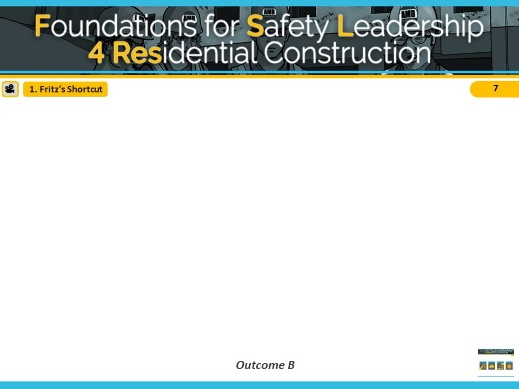 Foundations for Safety Leadership
4 Residential Construction
1. Fritz's Shortcut
7
Outcome B